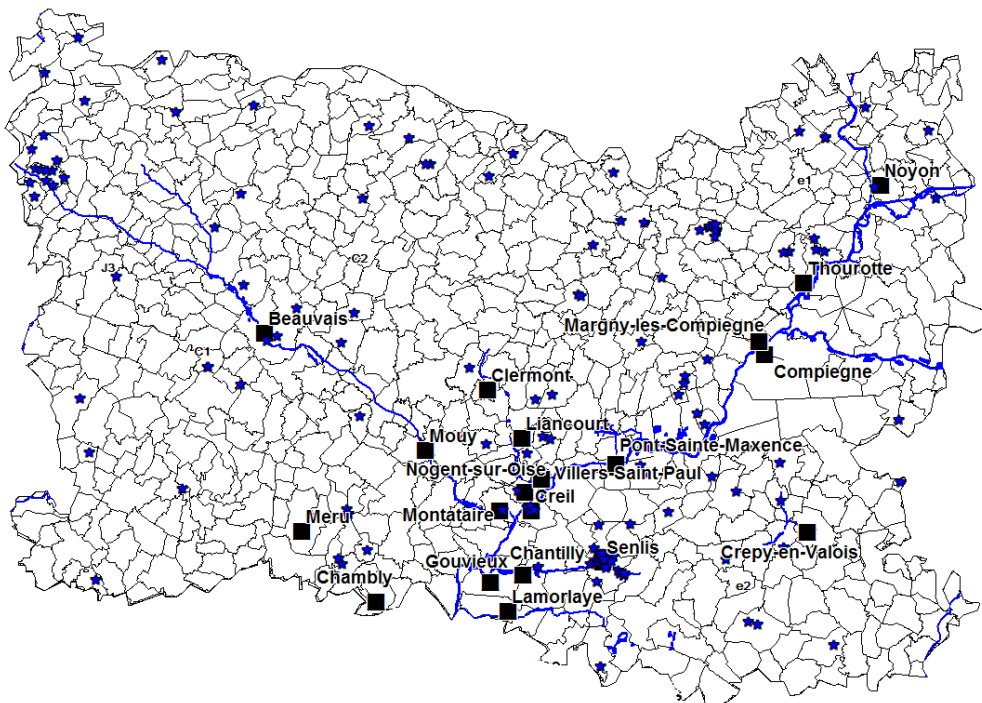 e1
Noyon
C2
J3
Thourotte
Beauvais
Margny-les-Compiegne
C1
Compiegne
Clermont
Liancourt
Mouy
Pont-Sainte-Maxence
Nogent-sur-Oise
Villers-Saint-Paul
Creil
Montataire
Meru
Chantilly
Senlis
Crepy-en-Valois
Gouvieux
Chambly
e2
Lamorlaye